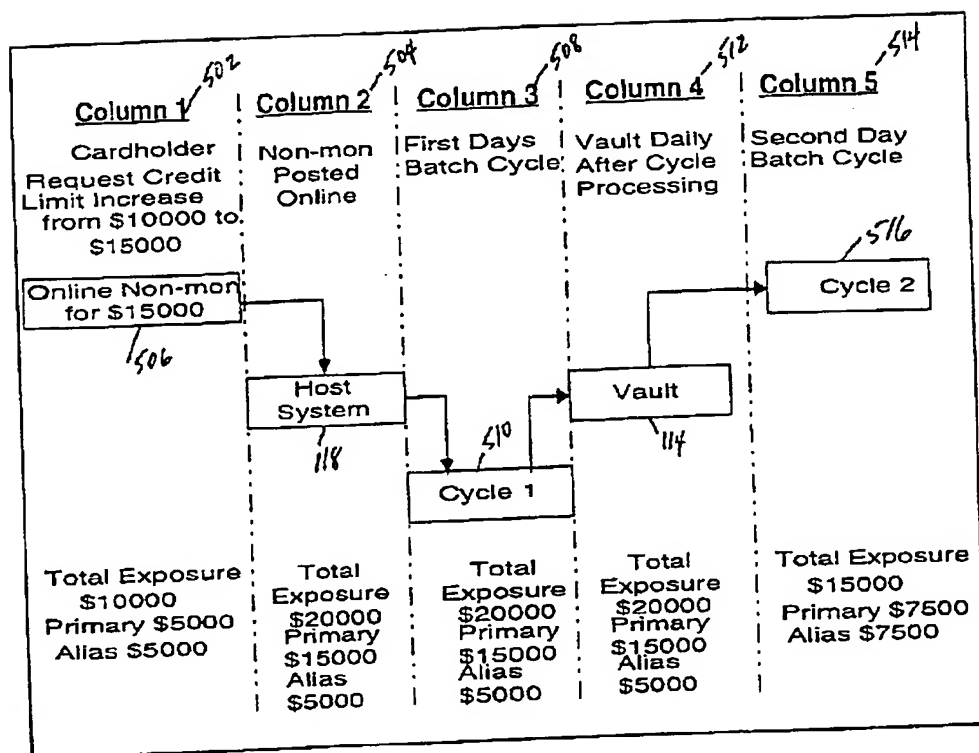 502
504
508
512
514
Column 1
Column 2
Column 3
Column 4
Column 5
Cardholder
Request Credit
Limit Increase
from $10000 to
$15000
Non-mon
Posted
Online
First Days
Batch Cycle
Vault Daily
After Cycle
Processing
Second Day
Batch Cycle
516
Online Non-mon
for $15000
506
Cycle 2
Host
System
118
Vault
114
510
Cycle 1
Total Exposure
$10000
Primary $5000
Alias $5000
Total
Exposure
$20000
Primary
$15000
Alias
$5000
Total
Exposure
$20000
Primary
$15000
Alias
$5000
Total
Exposure
$20000
Primary
$15000
Alias
$5000
Total Exposure
$15000
Primary $7500
Alias $7500